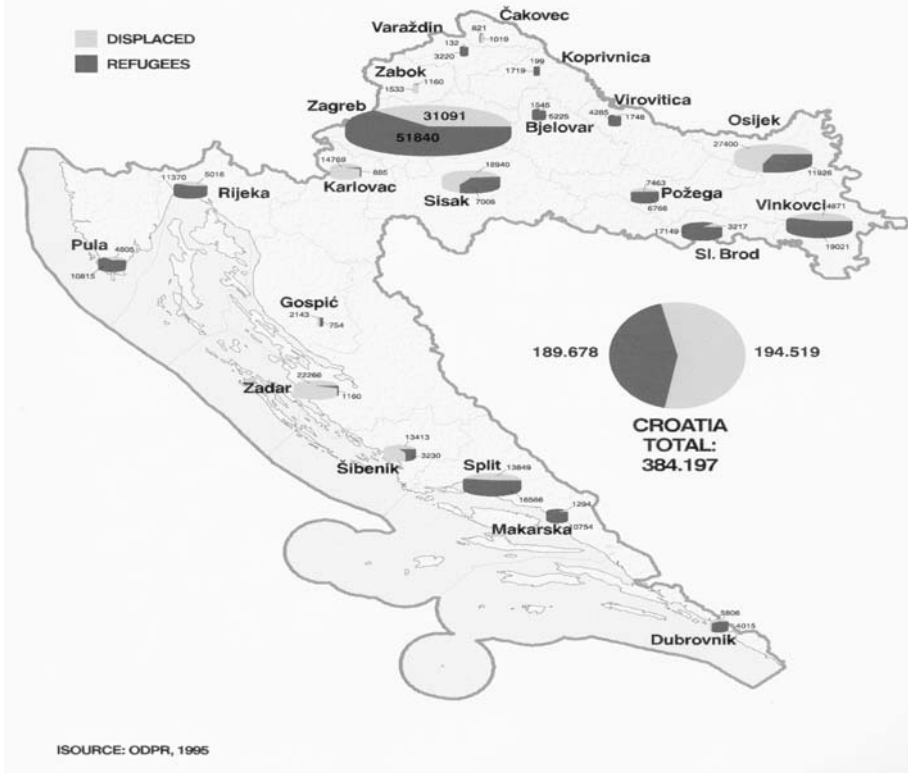 DISPLACED
REFUGEES
Čakovec
821
1019
Varaždin
132
3220
Koprivnica
199
1719
Zabok
1160
1533
Zagreb
31091
51840
1545
5225
Bjelovar
Virovitica
4285
1748
Osijek
27400
11926
14769
885
Karlovac
18940
7008
Sisak
7463
6766
Požega
Vinkovci
4871
19021
17149
3217
Sl. Brod
11370
5016
Rijeka
Pula
4605
10815
Gospić
2143
754
189.678
194.519
CROATIA
TOTAL:
384.197
22266
Zadar
1160
13413
3230
Šibenik
Split
13849
16566
1294
10754
Makarska
5806
4015
Dubrovnik
ISOURCE: ODPR, 1995